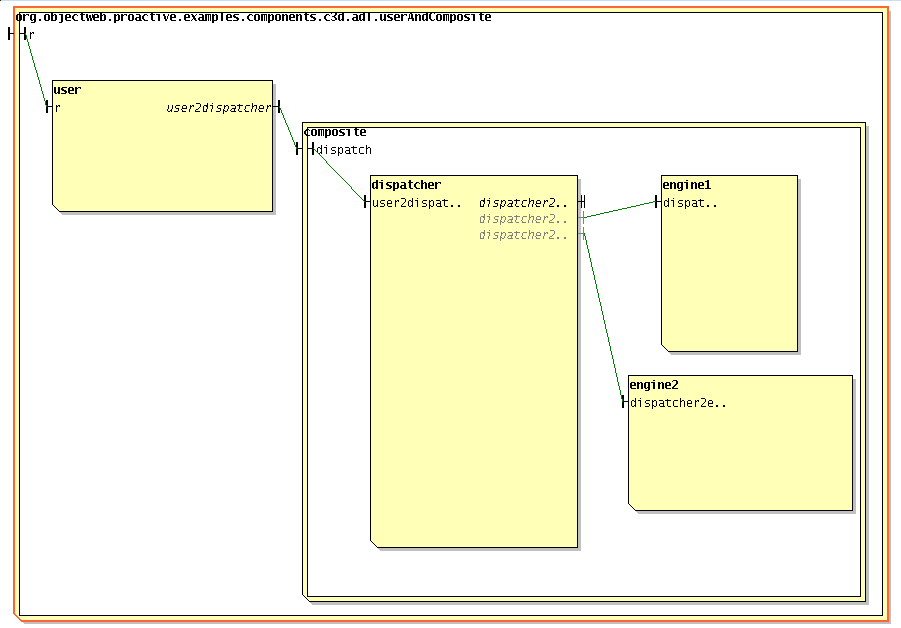 org.objectweb.proactive.examples.components.c3d.adl.userAndComposite
r
user
r user2dispatcher
composite
dispatch
dispatcher
user2dispat.. dispatcher2..
dispatcher2..
dispatcher2..
engine1
dispat..
engine2
dispatcher2e..